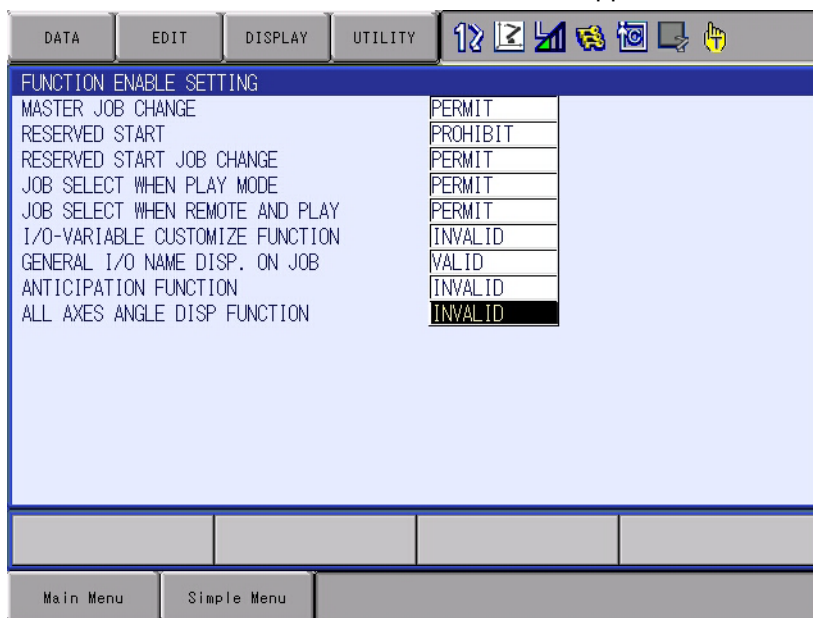 DATA EDIT DISPLAY UTILITY
FUNCTION ENABLE SETTING
MASTER JOB CHANGE PERMIT
RESERVED START PROHIBIT
RESERVED START JOB CHANGE PERMIT
JOB SELECT WHEN PLAY MODE PERMIT
JOB SELECT WHEN REMOTE AND PLAY PERMIT
I/O-VARIABLE CUSTOMIZE FUNCTION INVALID
GENERAL I/O NAME DISP. ON JOB VALID
ANTICIPATION FUNCTION INVALID
ALL AXES ANGLE DISP FUNCTION INVALID
Main Menu Simple Menu